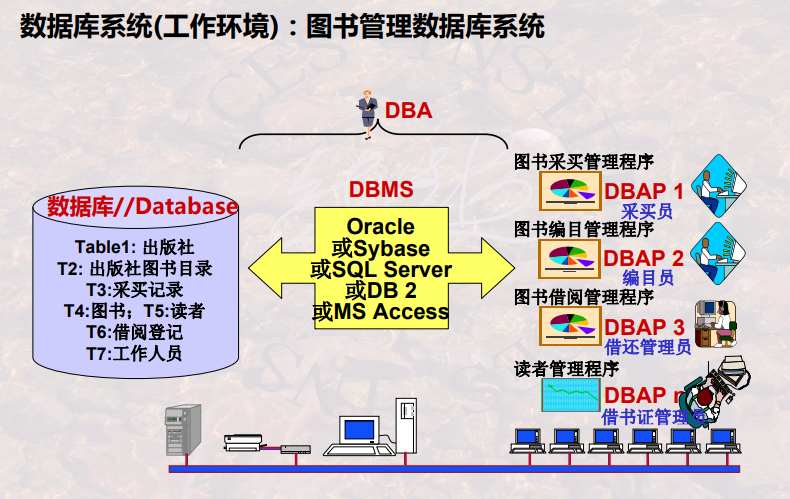 数据库系统(工作环境)：图书管理数据库系统
DBA
数据库//Database
Table1: 出版社
T2: 出版社图书目录
T3:采买记录
T4:图书；T5:读者
T6:借阅登记
T7:工作人员
DBMS
Oracle
或Sybase
或SQL Server
或DB 2
或MS Access
图书采买管理程序
DBAP 1
采买员
图书编目管理程序
DBAP 2
编目员
图书借阅管理程序
DBAP 3
借还管理员
读者管理程序
DBAP n
借书证管理员